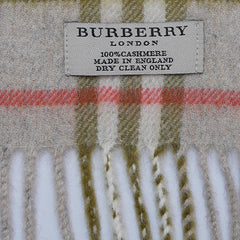 BURBERRY
LONDON
100%CASHMERE
MADE IN ENGLAND
DRY CLEAN ONLY